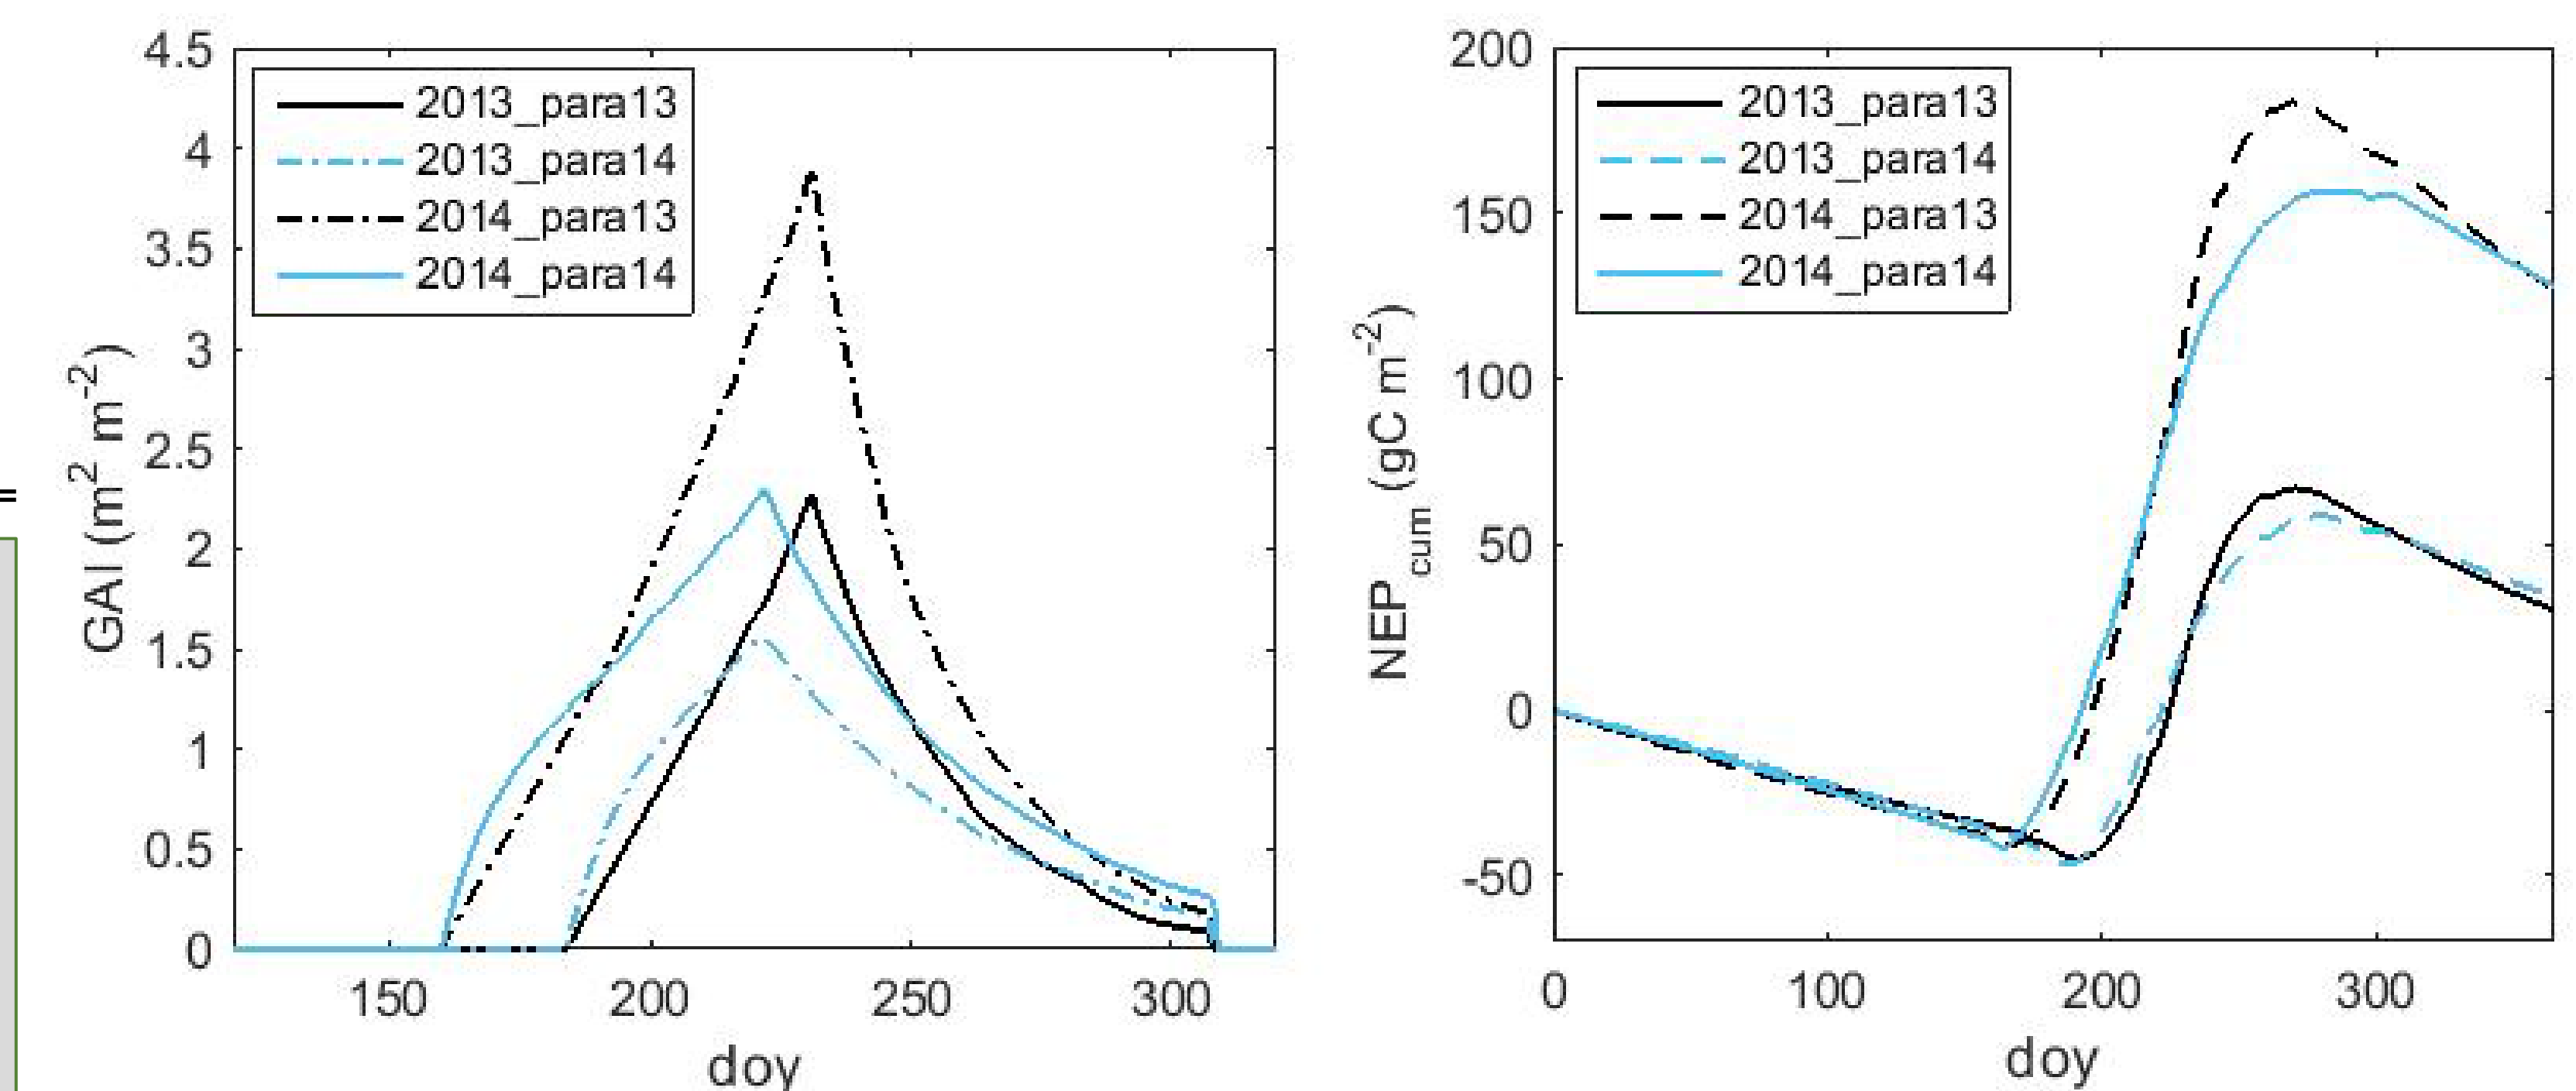 4.5
4
3.5
3
2.5
2
1.5
1
0.5
0
GAI (m2 m-2)
2013_para13
2013_para14
2014_para13
2014_para14
150 200 250 300
doy
200
150
100
50
0
-50
NEPcum (gC m-2)
2013_para13
2013_para14
2014_para13
2014_para14
0 100 200 300
doy
=